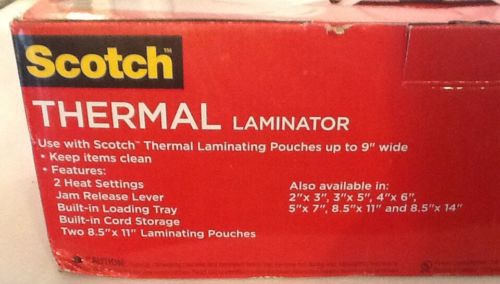 Scotch™
THERMAL LAMINATOR
Use with Scotch™ Thermal Laminating Pouches up to 9" wide
• Keep items clean
• Features:
2 Heat Settings
Jam Release Lever
Built-in Loading Tray
Built-in Cord Storage
Two 8.5"x 11" Laminating Pouches
Also available in:
2"x 3", 3"x 5", 4"x 6",
5"x 7", 8.5"x 11" and 8.5"x 14"
CAUTION: